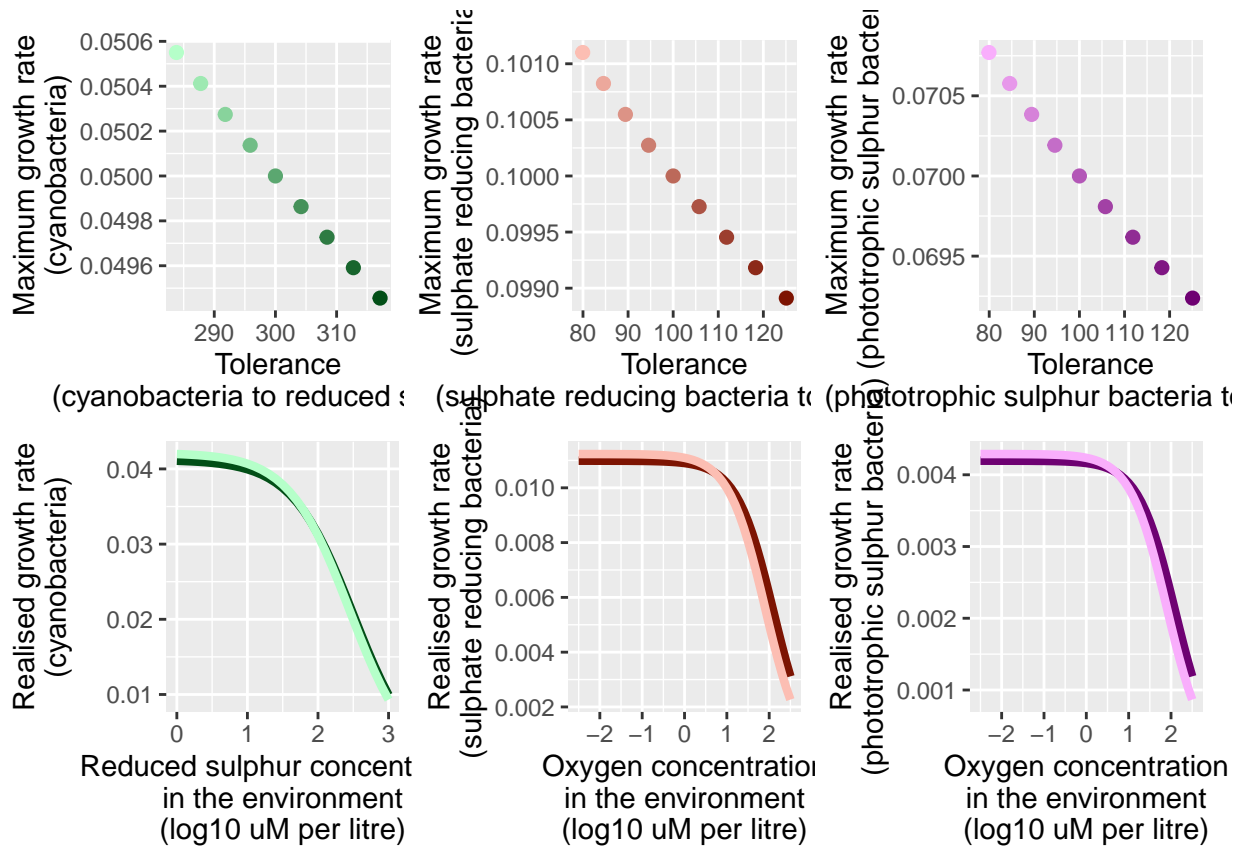 Maximum growth rate
(cyanobacteria)
0.0506
0.0504
0.0502
0.0500
0.0498
0.0496
290 300 310
Tolerance
(cyanobacteria to reduced s
Maximum growth rate
(sulphate reducing bacteria
0.1010
0.1005
0.1000
0.0995
0.0990
80 90 100 110 120
Tolerance
(sulphate reducing bacteria to
Maximum growth rate
(phototrophic sulphur bacteri
0.0705
0.0700
0.0695
80 90 100 110 120
Tolerance
(phototrophic sulphur bacteria to
Realised growth rate
(cyanobacteria)
0.04
0.03
0.02
0.01
0 1 2 3
Reduced sulphur concent
in the environment
(log10 uM per litre)
Realised growth rate
(sulphate reducing bacteria)
0.010
0.008
0.006
0.004
0.002
−2 −1 0 1 2
Oxygen concentration
in the environment
(log10 uM per litre)
Realised growth rate
(phototrophic sulphur bacteria)
0.004
0.003
0.002
0.001
−2 −1 0 1 2
Oxygen concentration
in the environment
(log10 uM per litre)